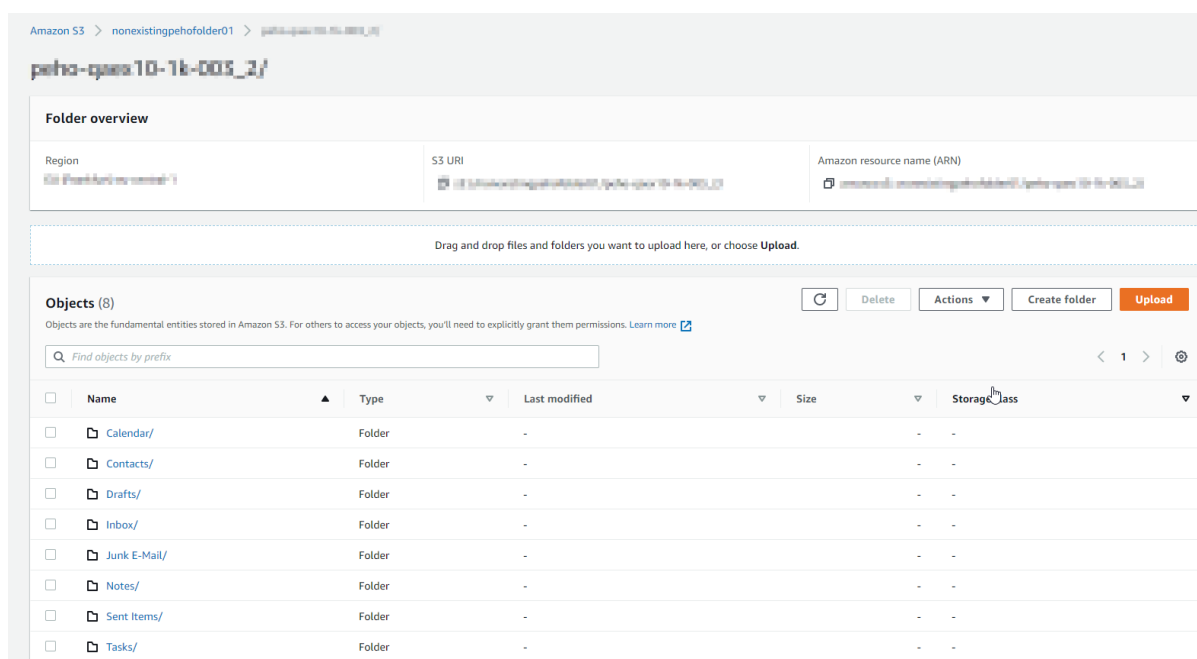 Amazon S3 > nonexistingpehofolder01 >
Folder overview
Region
S3 URI
Amazon resource name (ARN)
Drag and drop files and folders you want to upload here, or choose Upload.
Objects (8)
Delete Actions Create folder Upload
Objects are the fundamental entities stored in Amazon S3. For others to access your objects, you'll need to explicitly grant them permissions. Learn more
Find objects by prefix
< 1 >
Name Type Last modified Size
Calendar/ Folder - - -
Contacts/ Folder - - -
Drafts/ Folder - - -
Inbox/ Folder - - -
Junk E-Mail/ Folder - - -
Notes/ Folder - - -
Sent Items/ Folder - - -
Tasks/ Folder - - -